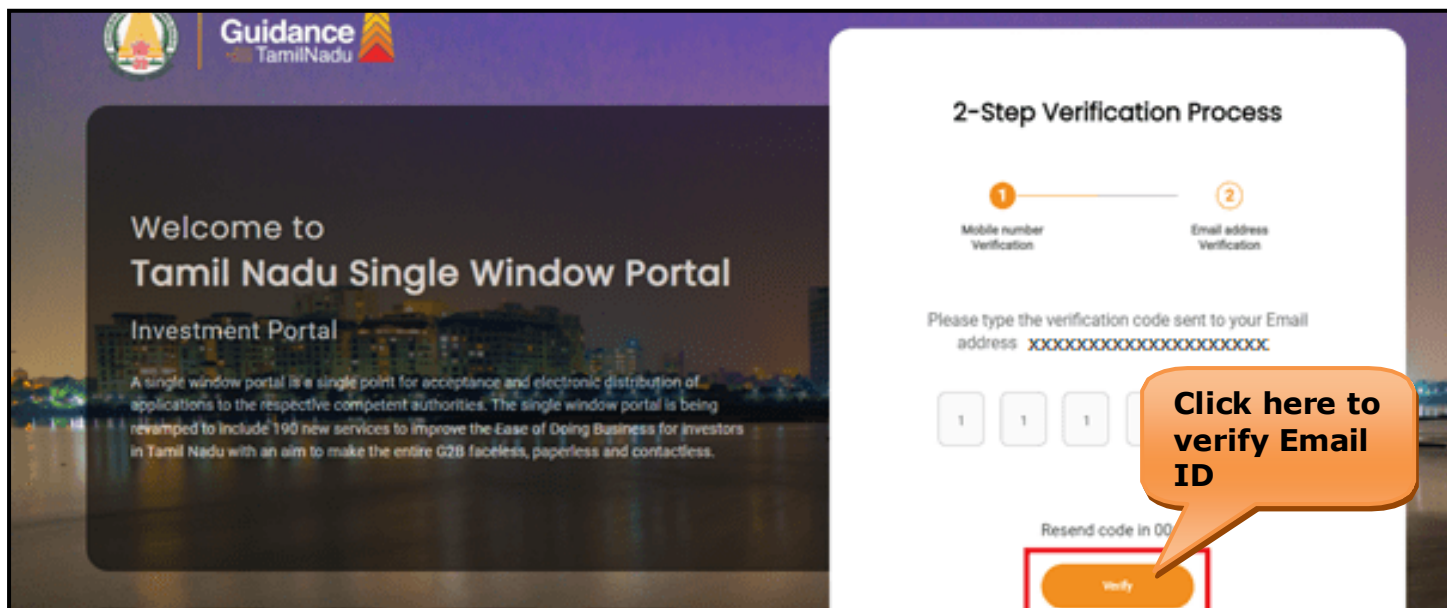 Guidance
TamilNadu
Welcome to
Tamil Nadu Single Window Portal
Investment Portal
A single window portal is a single point for acceptance and electronic distribution of
applications to the respective competent authorities. The single window portal is being
revamped to include 190 new services to improve the Ease of Doing Business for investors
in Tamil Nadu with an aim to make the entire G2B faceless, paperless and contactless.
2-Step Verification Process
1
2
Mobile number
Verification
Email address
Verification
Please type the verification code sent to your Email
address XXXXXXXXXXXXXXXXXXXX
1 1 1
Click here to
verify Email
ID
Resend code in 00
Verify